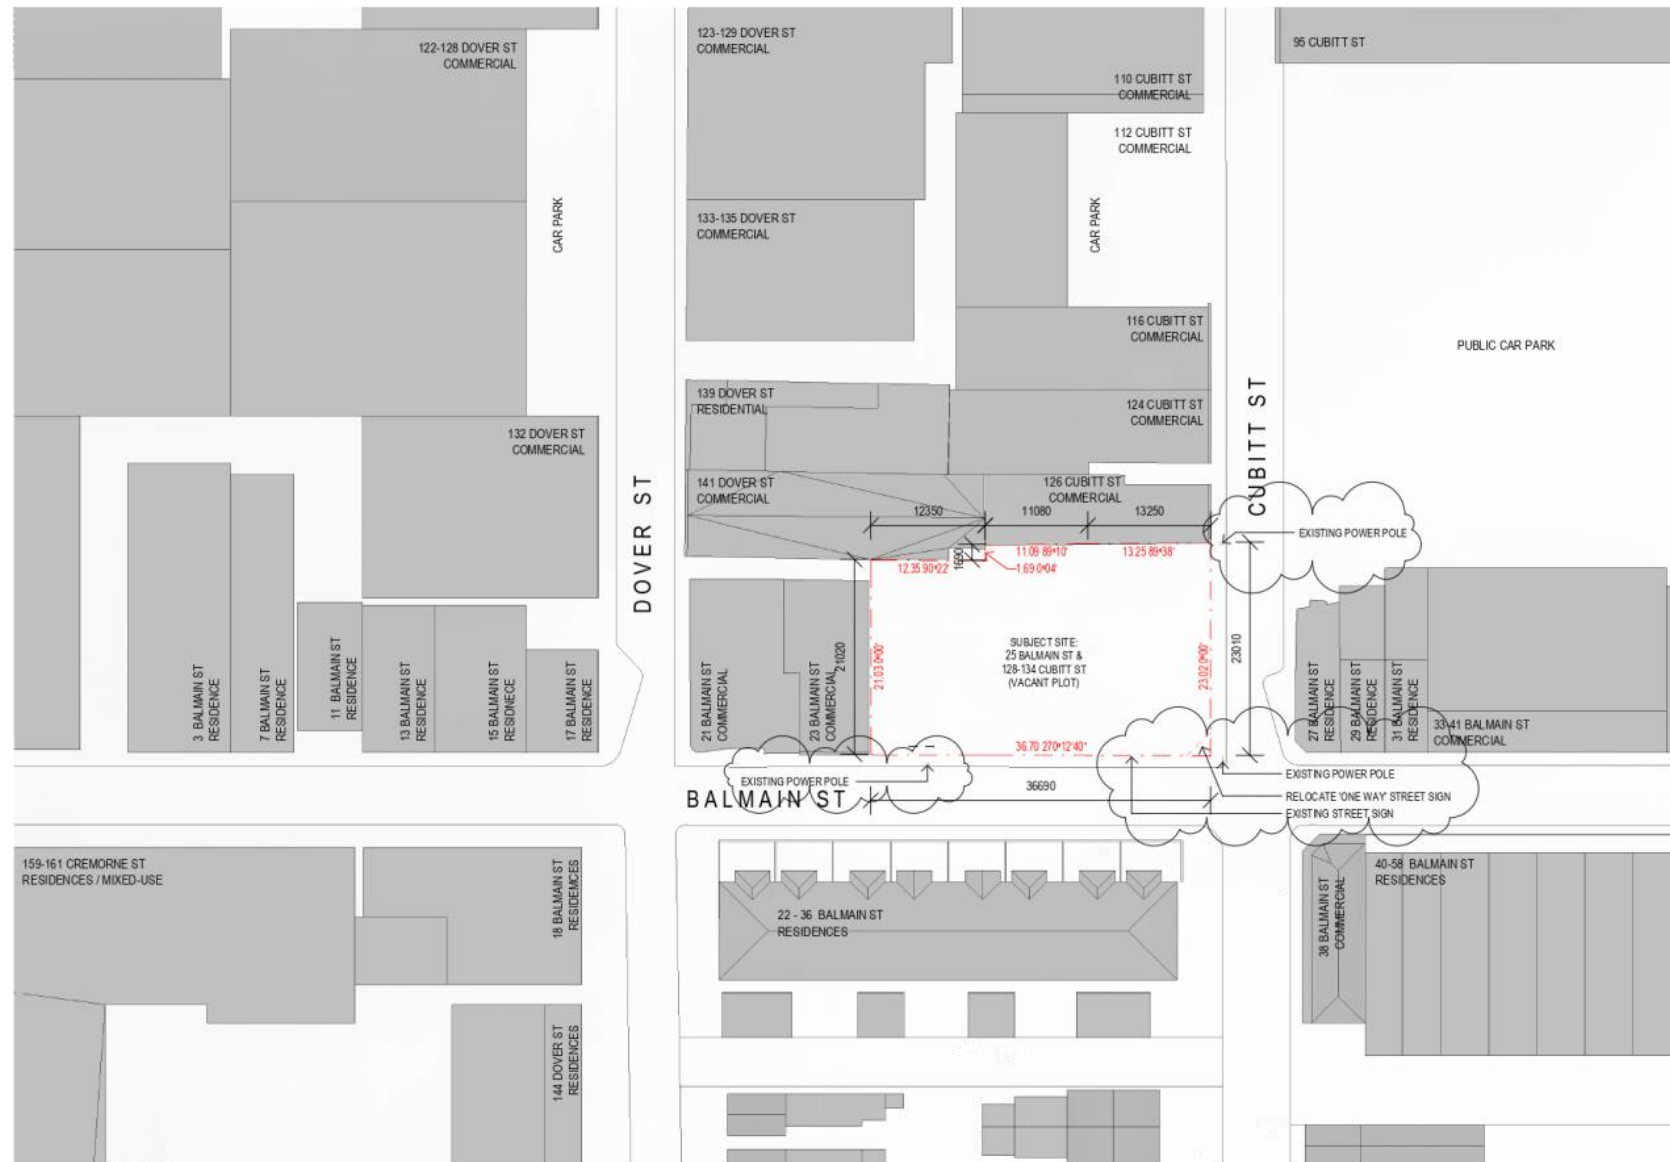 122-128 DOVER ST
COMMERCIAL
123-129 DOVER ST
COMMERCIAL
95 CUBITT ST
110 CUBITT ST
COMMERCIAL
112 CUBITT ST
COMMERCIAL
CAR PARK
133-135 DOVER ST
COMMERCIAL
CAR PARK
116 CUBITT ST
COMMERCIAL
PUBLIC CAR PARK
139 DOVER ST
RESIDENTIAL
124 CUBITT ST
COMMERCIAL
132 DOVER ST
COMMERCIAL
CUBITT ST
DOVER ST
141 DOVER ST
COMMERCIAL
126 CUBITT ST
COMMERCIAL
12350
11080
13250
EXISTING POWER POLE
1690
11.09 89°10'
13.25 89°38'
12.35 90°22'
1.69 0°04'
21020
21.03 0°00'
SUBJECT SITE:
25 BALMAIN ST &
128-134 CUBITT ST
(VACANT PLOT)
23.02 0°00'
23010
3 BALMAIN ST
RESIDENCE
7 BALMAIN ST
RESIDENCE
11 BALMAIN ST
RESIDENCE
13 BALMAIN ST
RESIDENCE
15 BALMAIN ST
RESIDNECE
17 BALMAIN ST
RESIDENCE
21 BALMAIN ST
COMMERCIAL
23 BALMAIN ST
COMMERCIAL
27 BALMAIN ST
RESIDENCE
29 BALMAIN ST
RESIDENCE
31 BALMAIN ST
RESIDENCE
33-41 BALMAIN ST
COMMERCIAL
36.70 270°12'40"
EXISTING POWER POLE
EXISTING POWER POLE
BALMAIN ST
36690
RELOCATE 'ONE WAY' STREET SIGN
EXISTING STREET SIGN
159-161 CREMORNE ST
RESIDENCES / MIXED-USE
18 BALMAIN ST
RESIDEMCES
22 - 36 BALMAIN ST
RESIDENCES
38 BALMAIN ST
COMMERCIAL
40-58 BALMAIN ST
RESIDENCES
144 DOVER ST
RESIDENCES